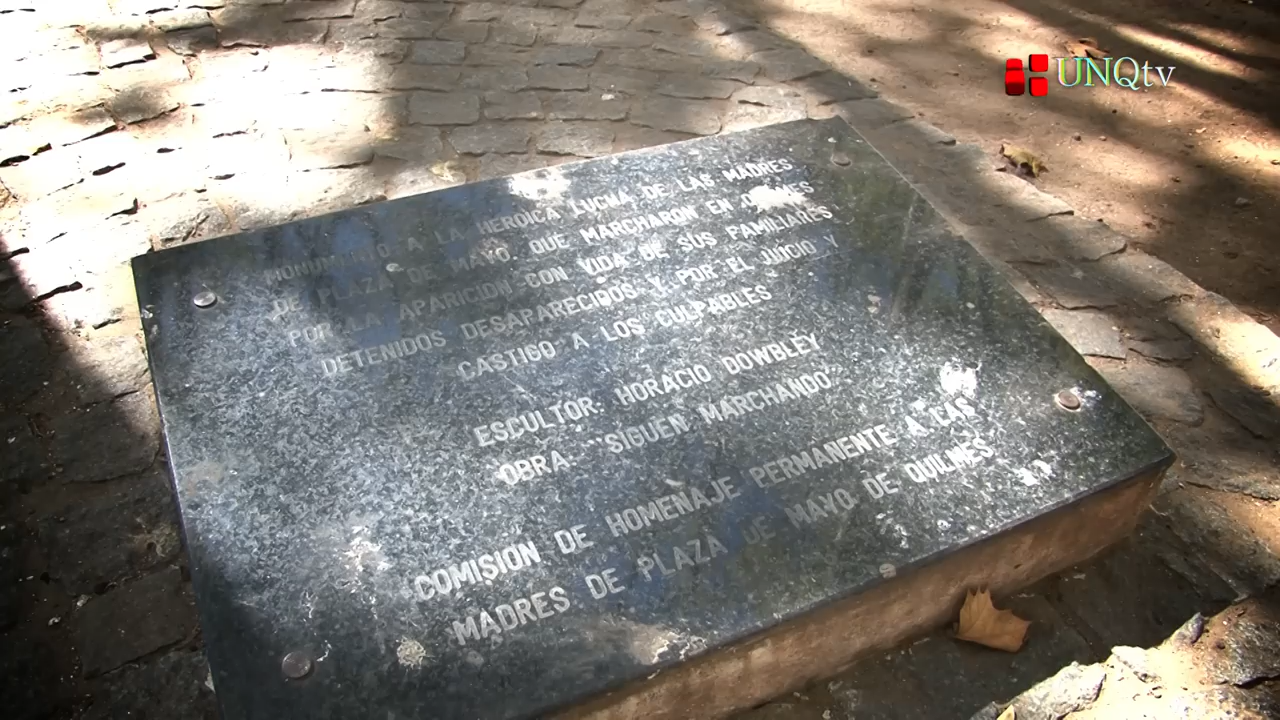 UNQtv
MONUMENTO A LA HEROICA LUCHA DE LAS MADRES
DE PLAZA DE MAYO QUE MARCHARON EN QUILMES
POR LA APARICION CON VIDA DE SUS FAMILIARES
DETENIDOS DESAPARECIDOS Y POR EL JUICIO Y
CASTIGO A LOS CULPABLES
ESCULTOR: HORACIO DOWBLEY
OBRA: "SIGUEN MARCHANDO"
COMISION DE HOMENAJE PERMANENTE A LAS
MADRES DE PLAZA DE MAYO DE QUILMES